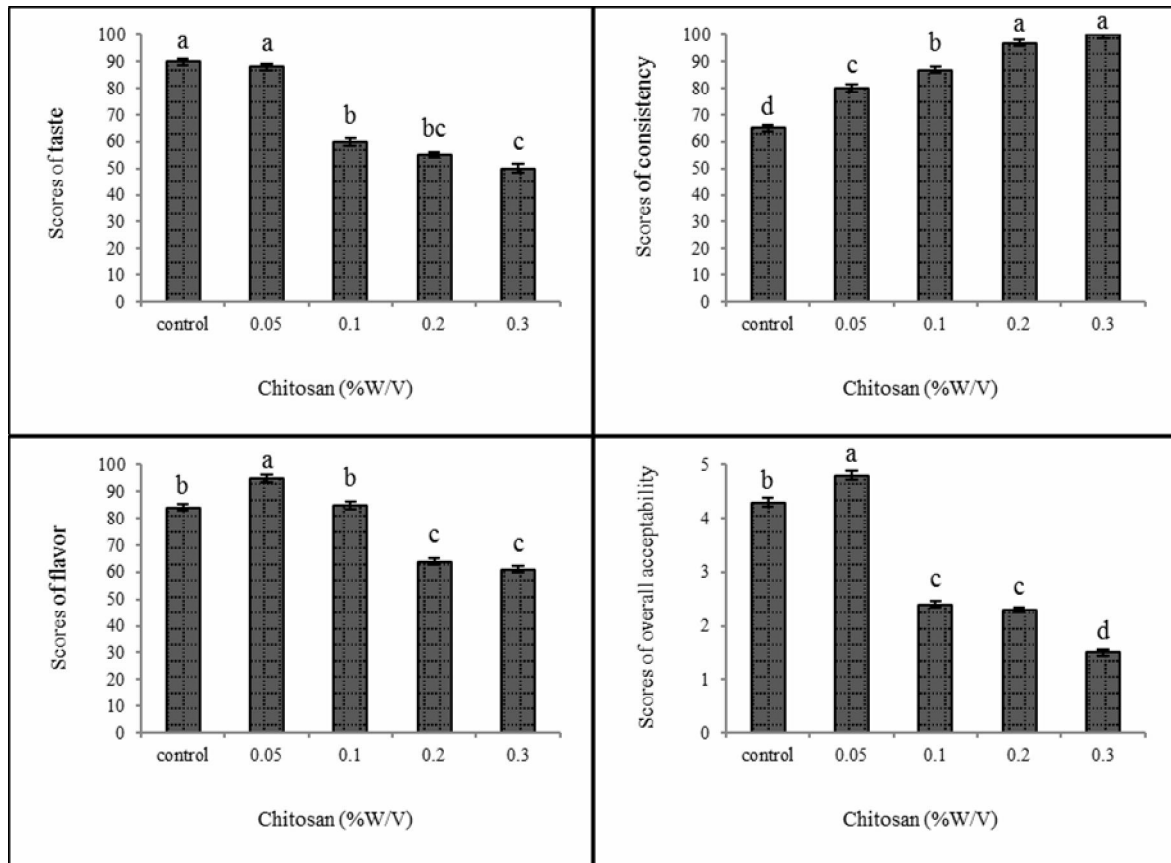 Scores of taste
100
90
80
70
60
50
40
30
20
10
0
a
a
b
bc
c
control 0.05 0.1 0.2 0.3
Chitosan (%W/V)
Scores of consistency
100
90
80
70
60
50
40
30
20
10
0
d
c
b
a
a
control 0.05 0.1 0.2 0.3
Chitosan (%W/V)
Scores of flavor
100
90
80
70
60
50
40
30
20
10
0
b
a
b
c
c
control 0.05 0.1 0.2 0.3
Chitosan (%W/V)
Scores of overall acceptability
5
4
3
2
1
0
b
a
c
c
d
control 0.05 0.1 0.2 0.3
Chitosan (%W/V)